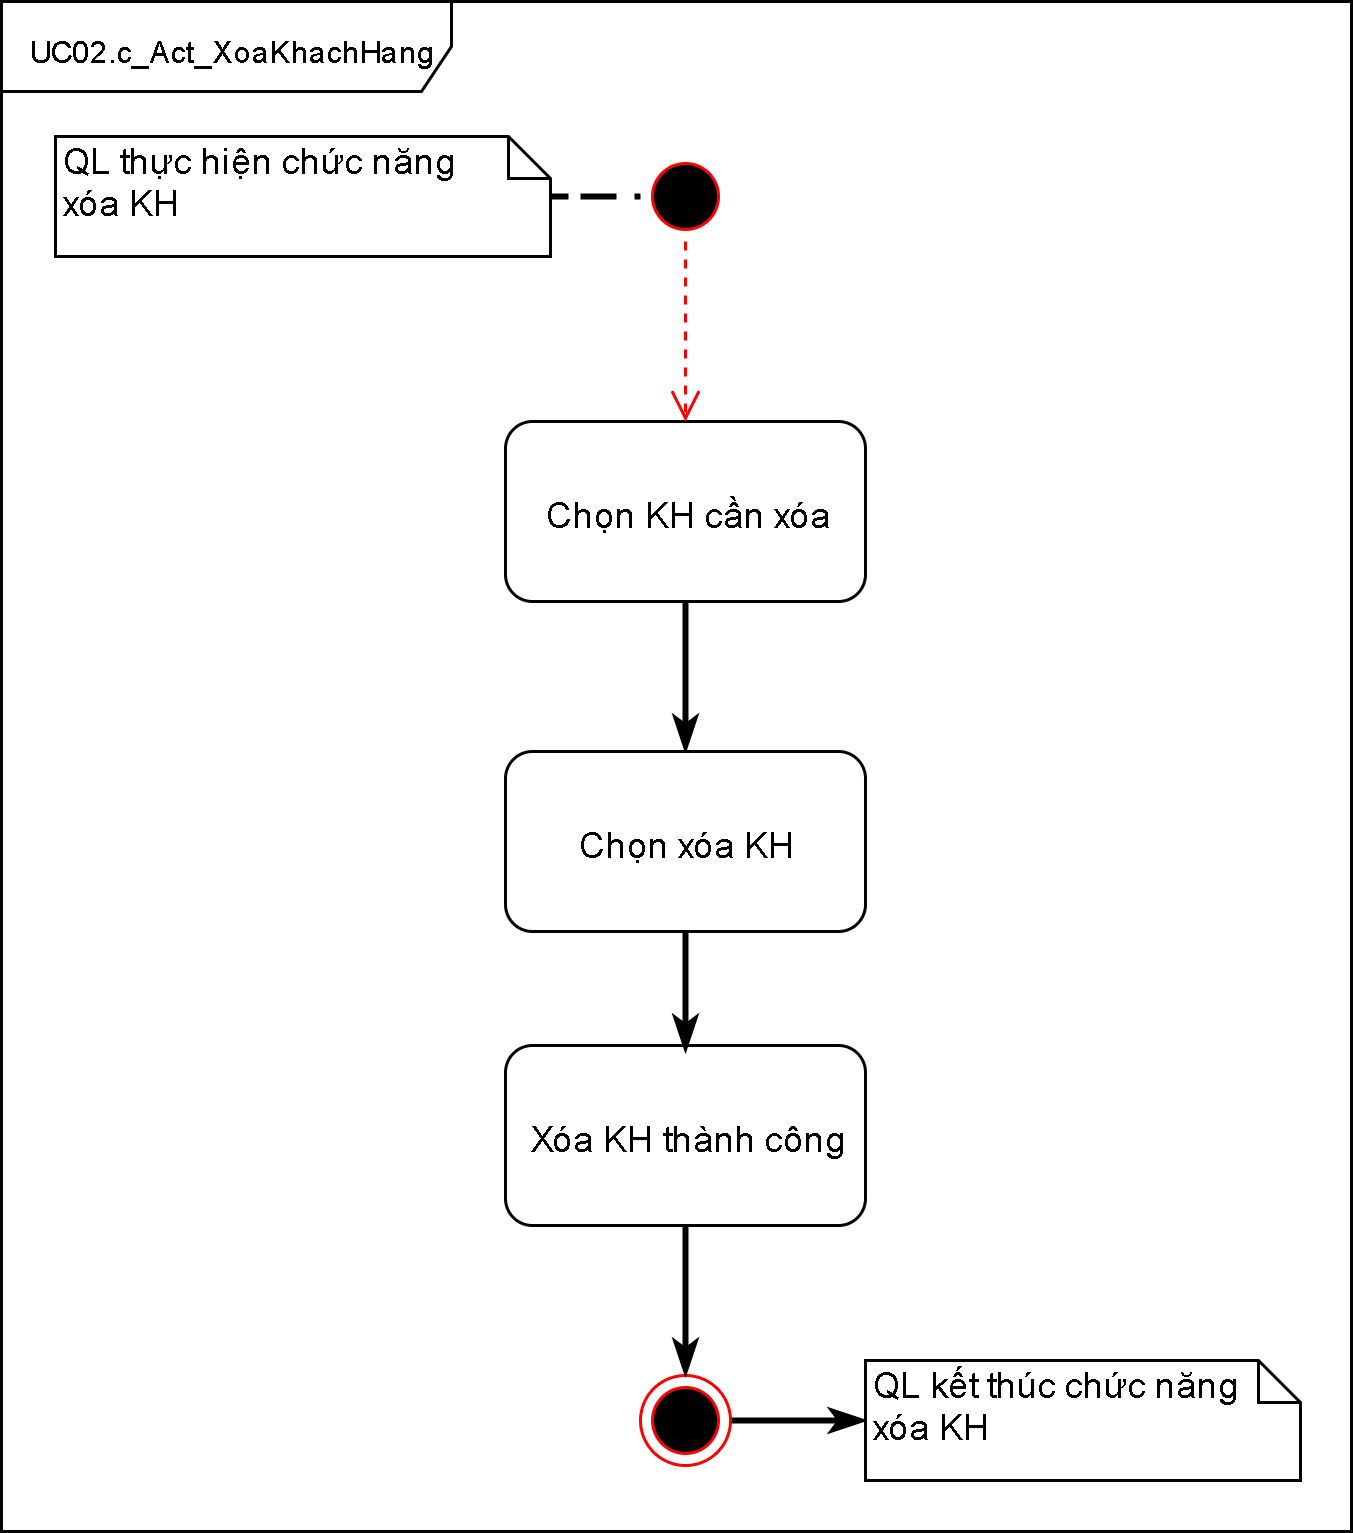 UC02.c_Act_XoaKhachHang
QL thực hiện chức năng
xóa KH
Chọn KH cần xóa
Chọn xóa KH
Xóa KH thành công
QL kết thúc chức năng
xóa KH